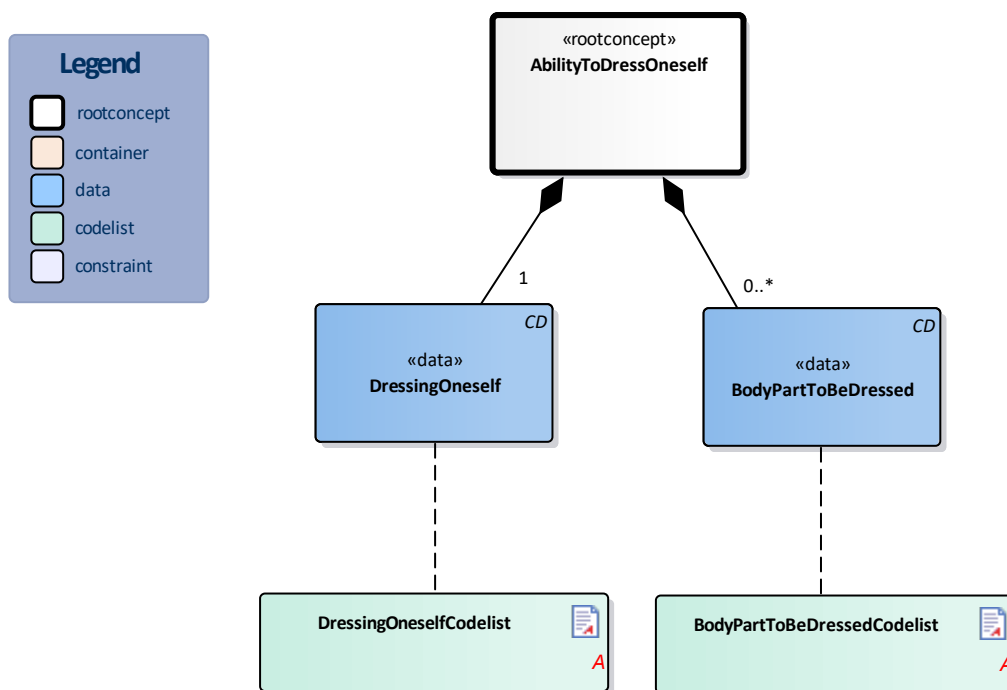 Legend
rootconcept
container
data
codelist
constraint
«rootconcept»
AbilityToDressOneself
1
0..*
CD
«data»
DressingOneself
CD
«data»
BodyPartToBeDressed
DressingOneselfCodelist
A
BodyPartToBeDressedCodelist
A